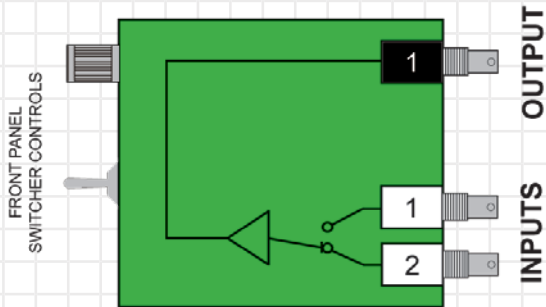 FRONT PANEL
SWITCHER CONTROLS
1
OUTPUT
1
2
INPUTS